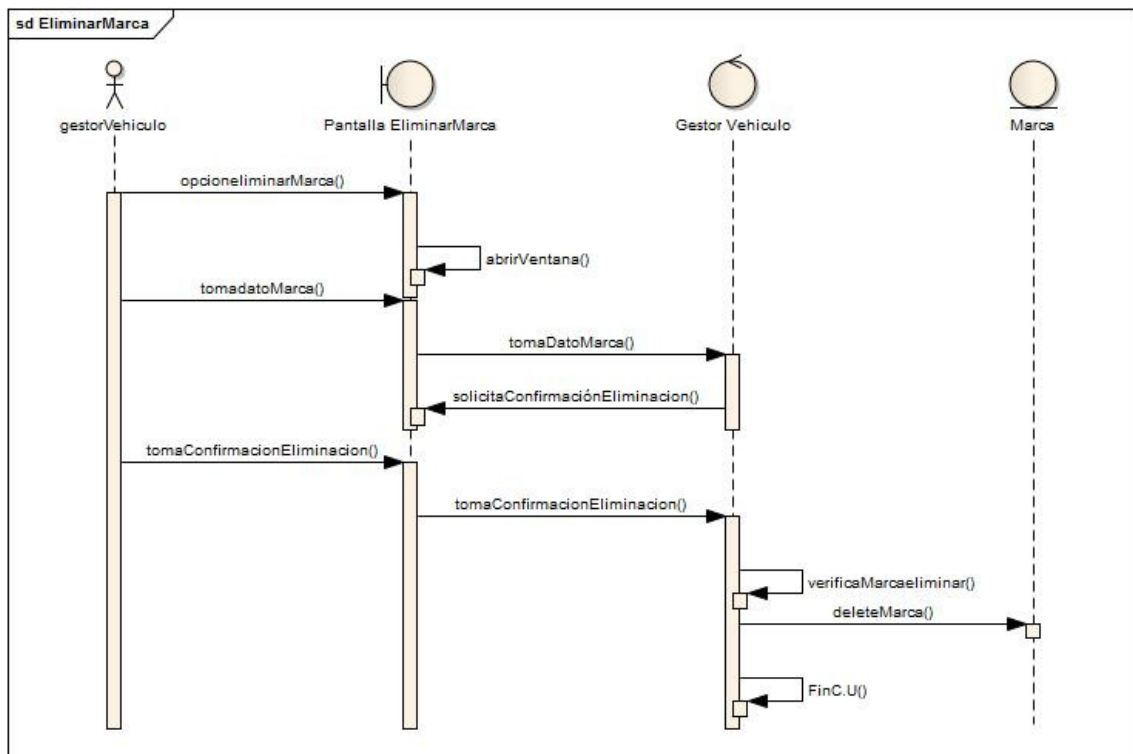 sd EliminarMarca
gestorVehiculo
Pantalla EliminarMarca
Gestor Vehiculo
Marca
opcioneliminarMarca()
abrirVentana()
tomadatoMarca()
tomaDatoMarca()
solicitaConfirmaciónEliminacion()
tomaConfirmacionEliminacion()
tomaConfirmacionEliminacion()
verificaMarcaeliminar()
deleteMarca()
FinC.U()